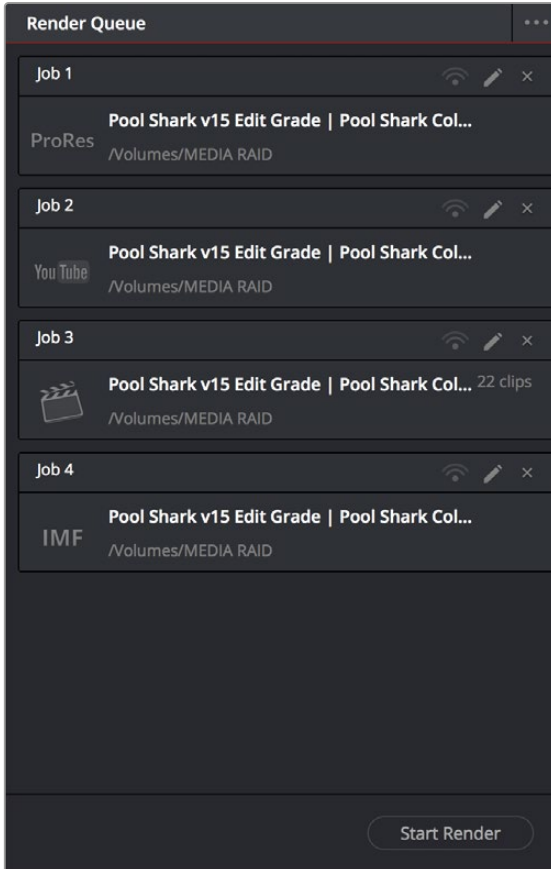 Render Queue
Job 1
ProRes
Pool Shark v15 Edit Grade | Pool Shark Col...
/Volumes/MEDIA RAID
Job 2
You Tube
Pool Shark v15 Edit Grade | Pool Shark Col...
/Volumes/MEDIA RAID
Job 3
Pool Shark v15 Edit Grade | Pool Shark Col... 22 clips
/Volumes/MEDIA RAID
Job 4
IMF
Pool Shark v15 Edit Grade | Pool Shark Col...
/Volumes/MEDIA RAID
Start Render